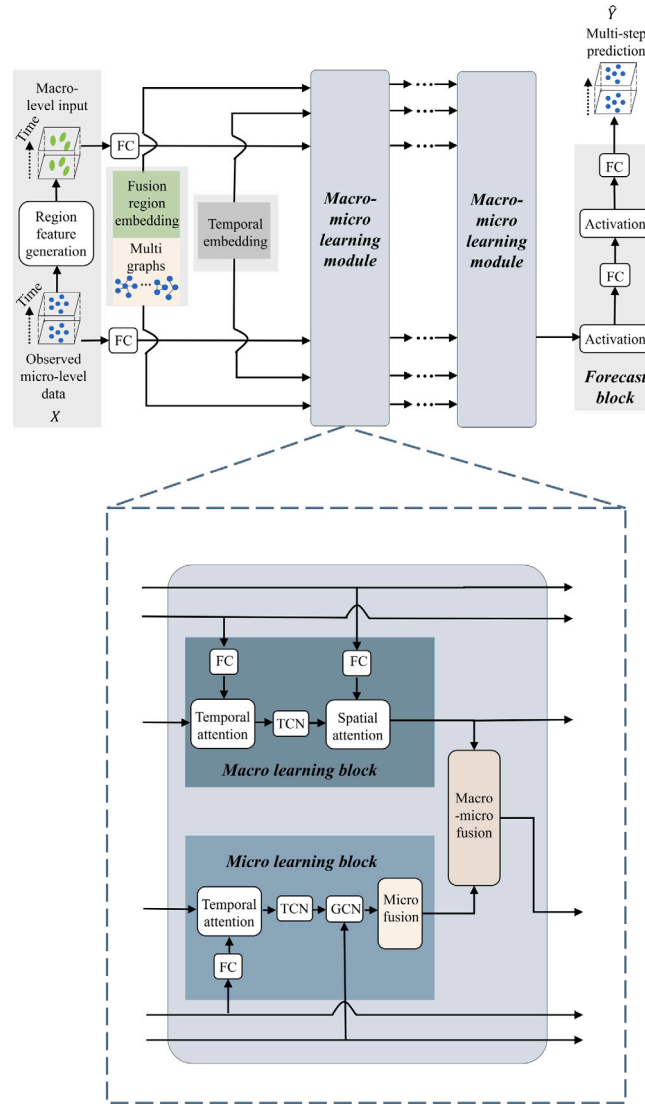 Ŷ
Multi-step
prediction
Macro-
level input
Time
FC
Region
feature
generation
Time
Observed
micro-level
data
X
FC
Fusion
region
embedding
Multi
graphs
...
Temporal
embedding
Macro-
micro
learning
module
Macro-
micro
learning
module
FC
Activation
FC
Activation
Forecast
block
FC
FC
Temporal
attention
TCN
Spatial
attention
Macro learning block
Macro
-micro
fusion
Micro learning block
Temporal
attention
TCN
GCN
Micro
fusion
FC